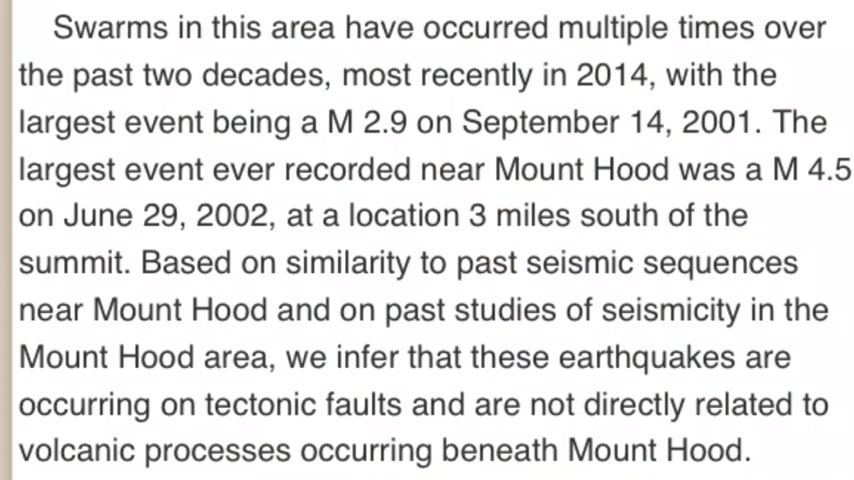 Swarms in this area have occurred multiple times over
the past two decades, most recently in 2014, with the
largest event being a M 2.9 on September 14, 2001. The
largest event ever recorded near Mount Hood was a M 4.5
on June 29, 2002, at a location 3 miles south of the
summit. Based on similarity to past seismic sequences
near Mount Hood and on past studies of seismicity in the
Mount Hood area, we infer that these earthquakes are
occurring on tectonic faults and are not directly related to
volcanic processes occurring beneath Mount Hood.